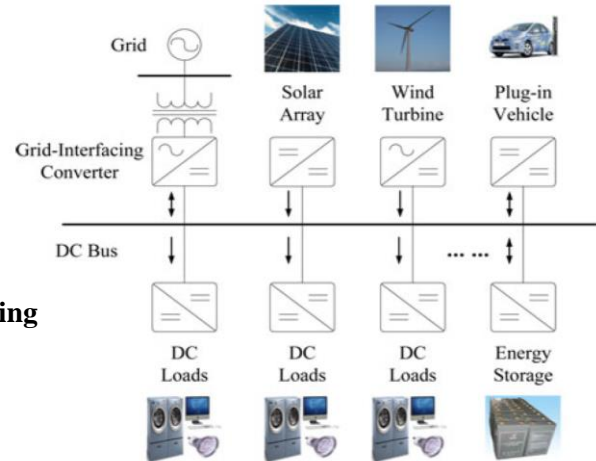 Grid
Solar
Array
Wind
Turbine
Plug-in
Vehicle
Grid-Interfacing
Converter
DC Bus
... ...
ing
DC
Loads
DC
Loads
DC
Loads
Energy
Storage